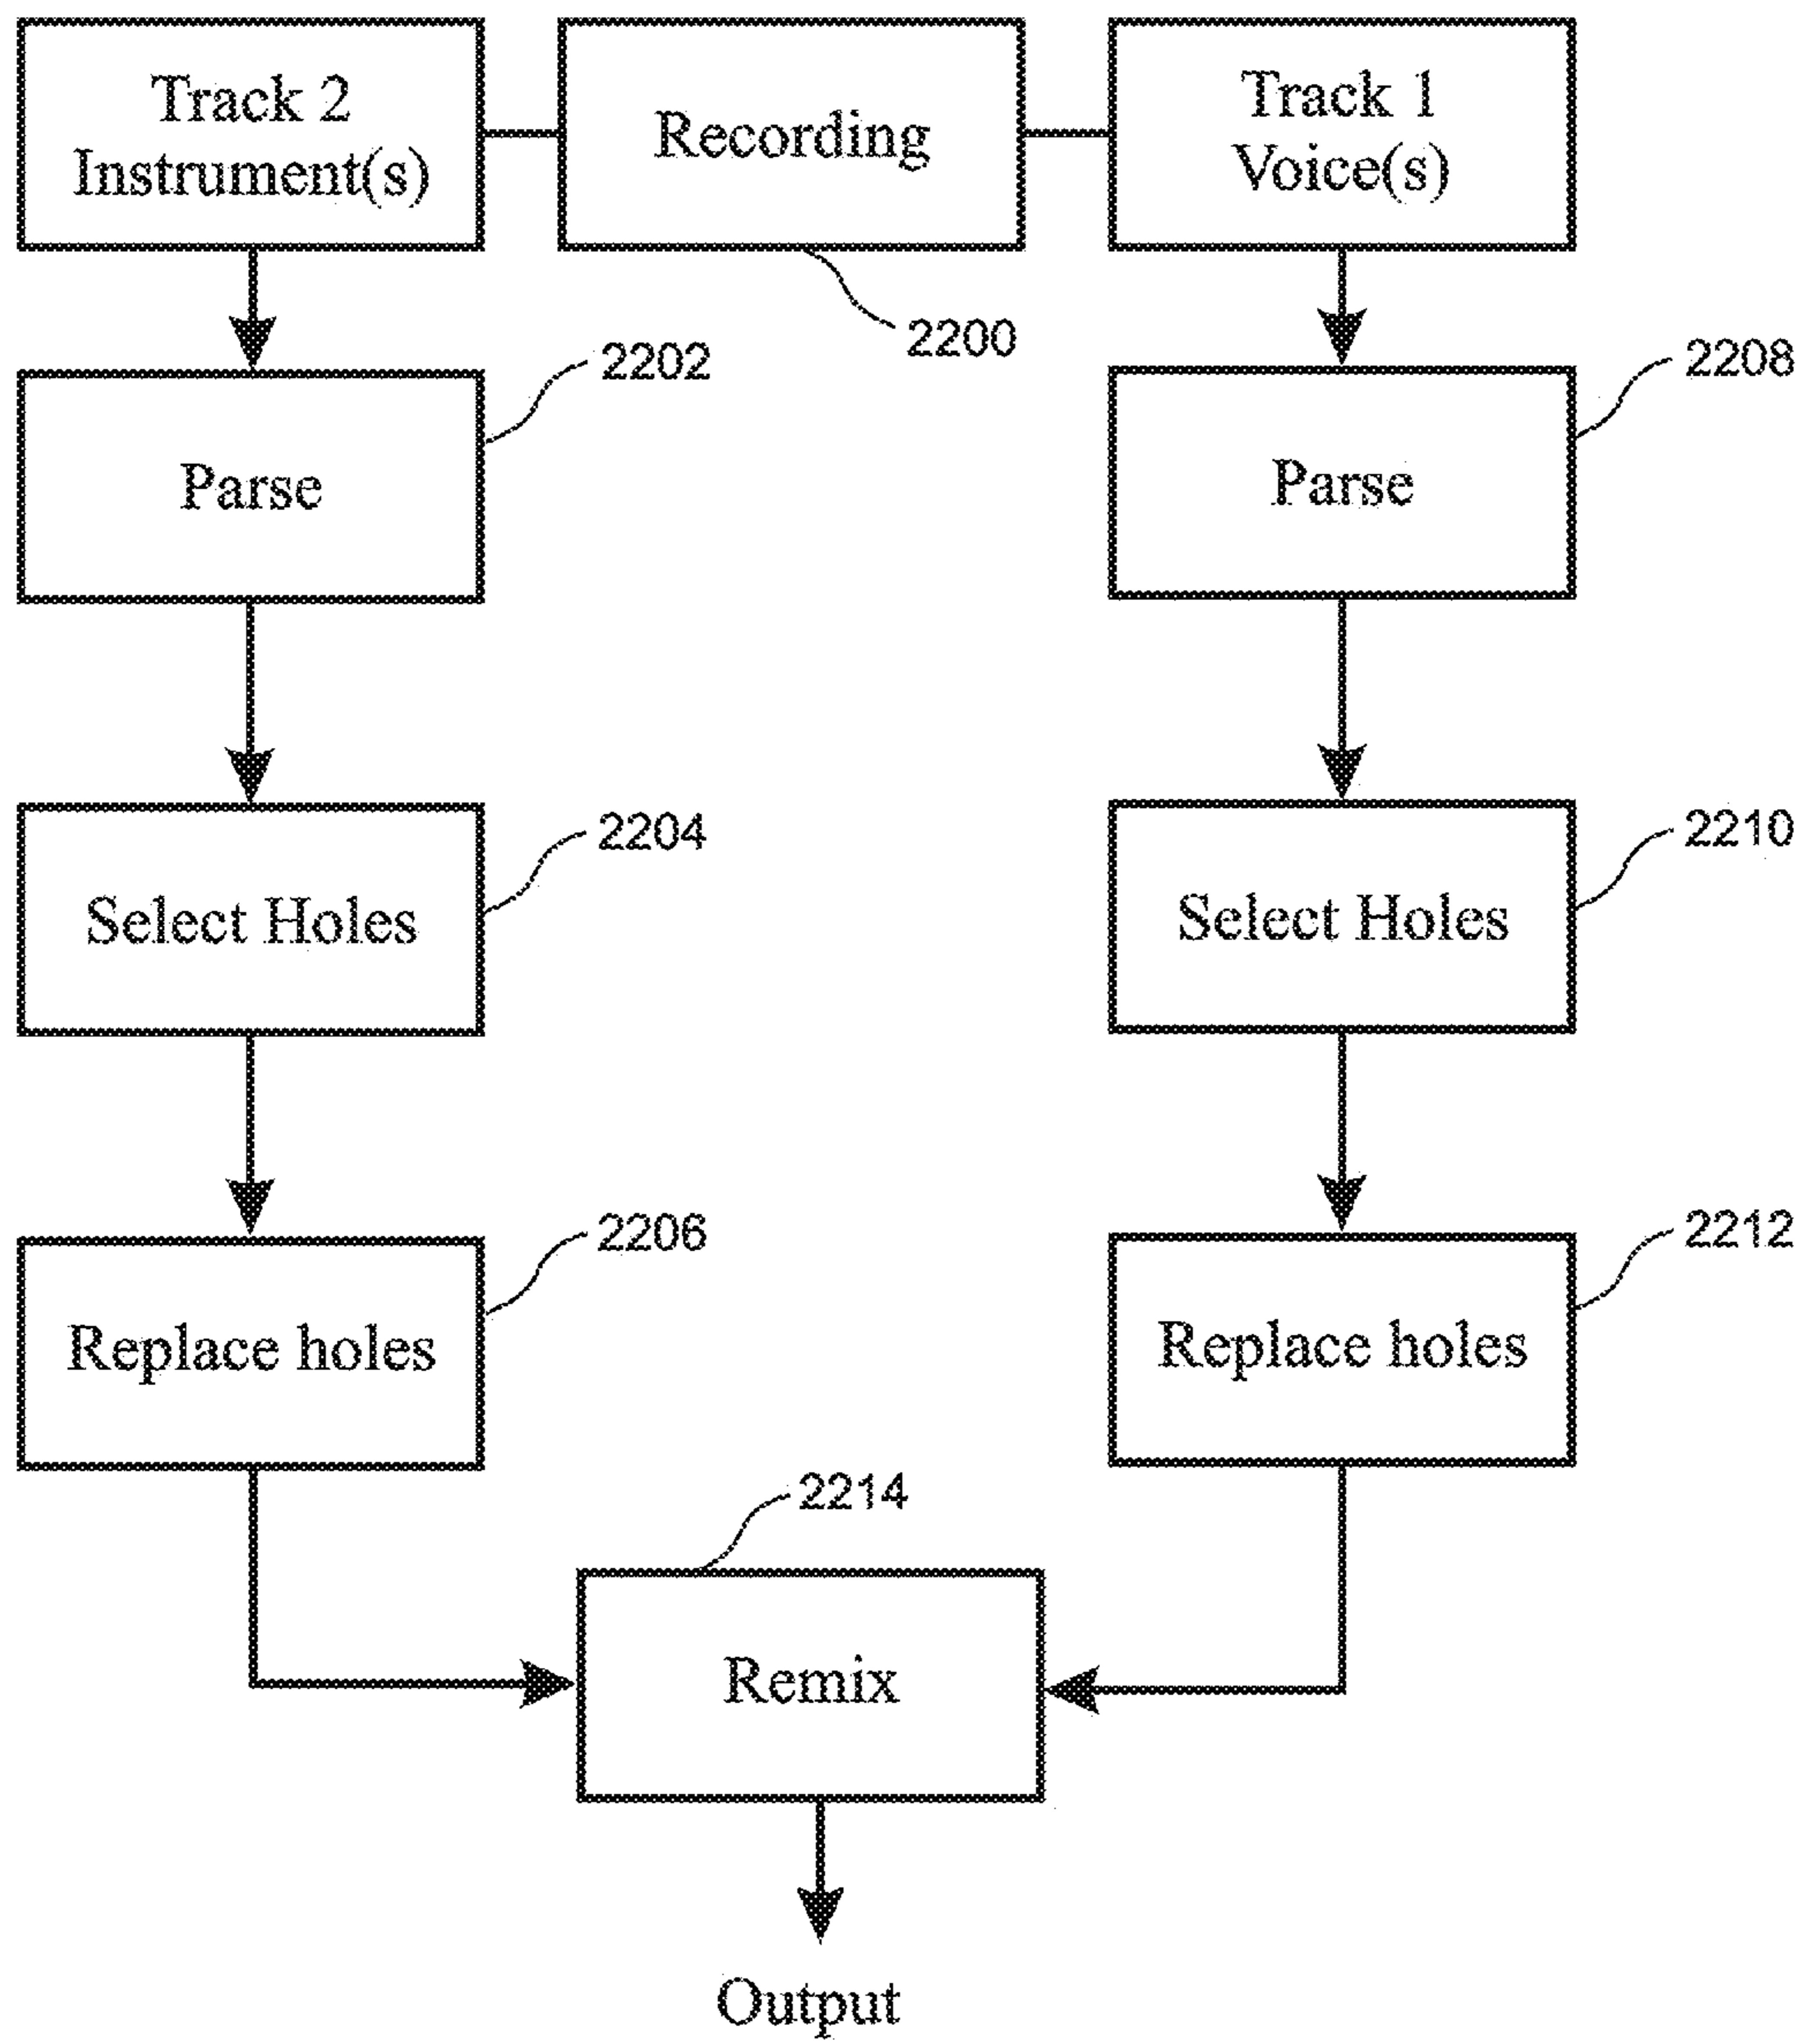 Track 2
Instrument(s)
Recording
Track 1
Voice(s)
2200
2202
2208
Parse
Parse
2204
2210
Select Holes
Select Holes
2206
2212
Replace holes
Replace holes
2214
Remix
Output